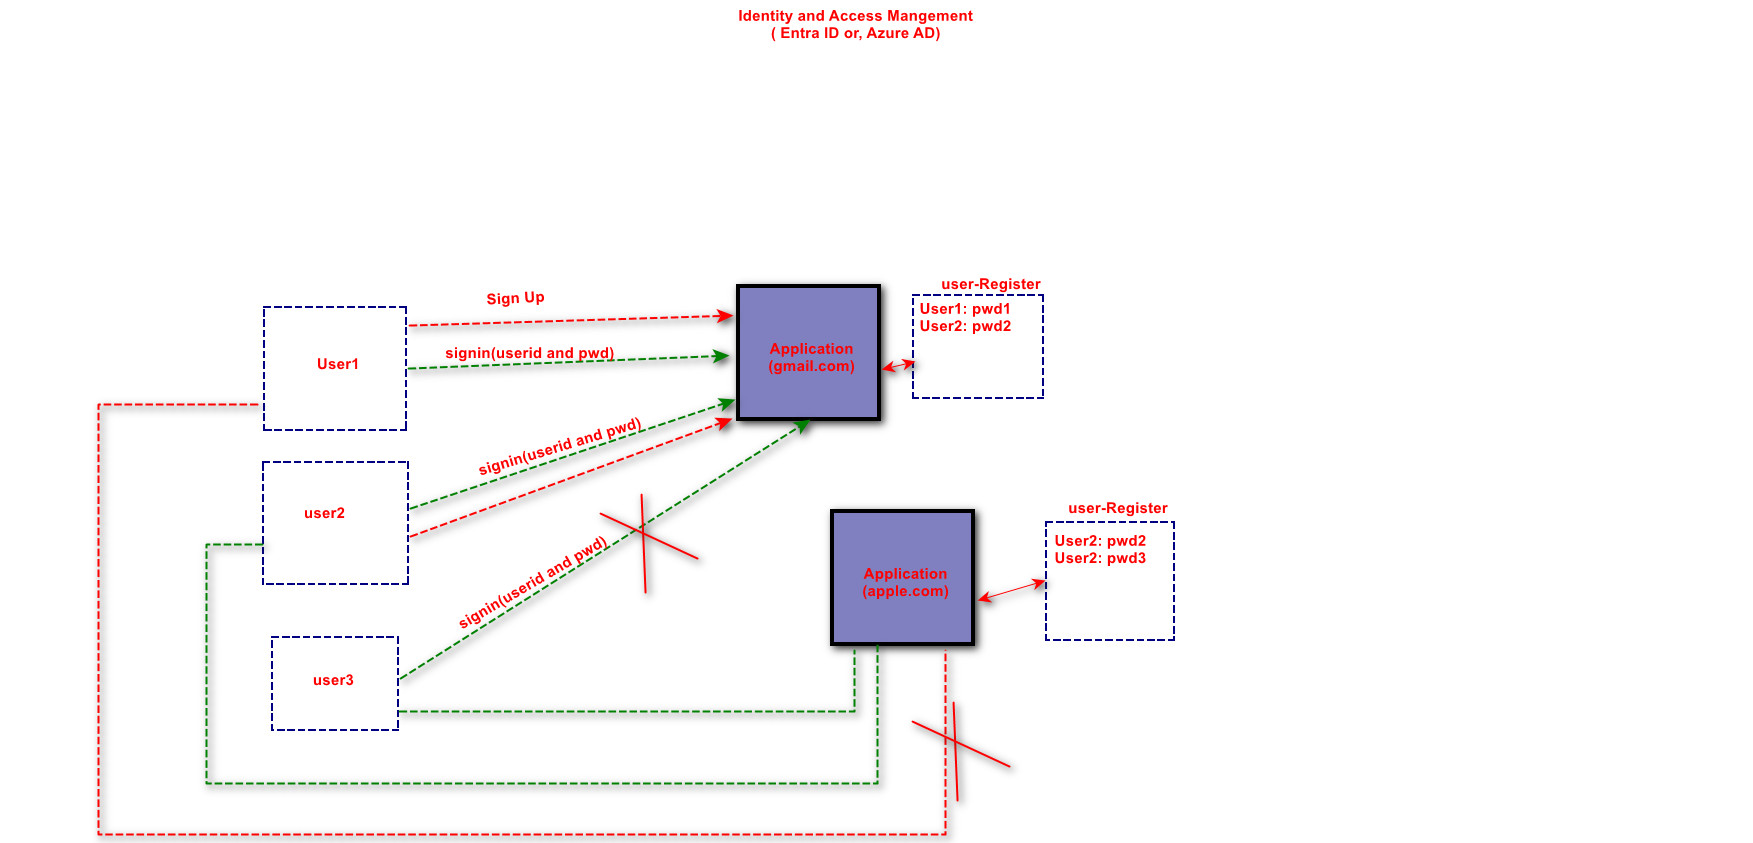 Identity and Access Mangement
( Entra ID or, Azure AD)
user-Register
Sign Up
User1: pwd1
User2: pwd2
signin(userid and pwd)
User1
Application
(gmail.com)
signin(userid and pwd)
user2
user-Register
User2: pwd2
User2: pwd3
signin(userid and pwd)
Application
(apple.com)
user3